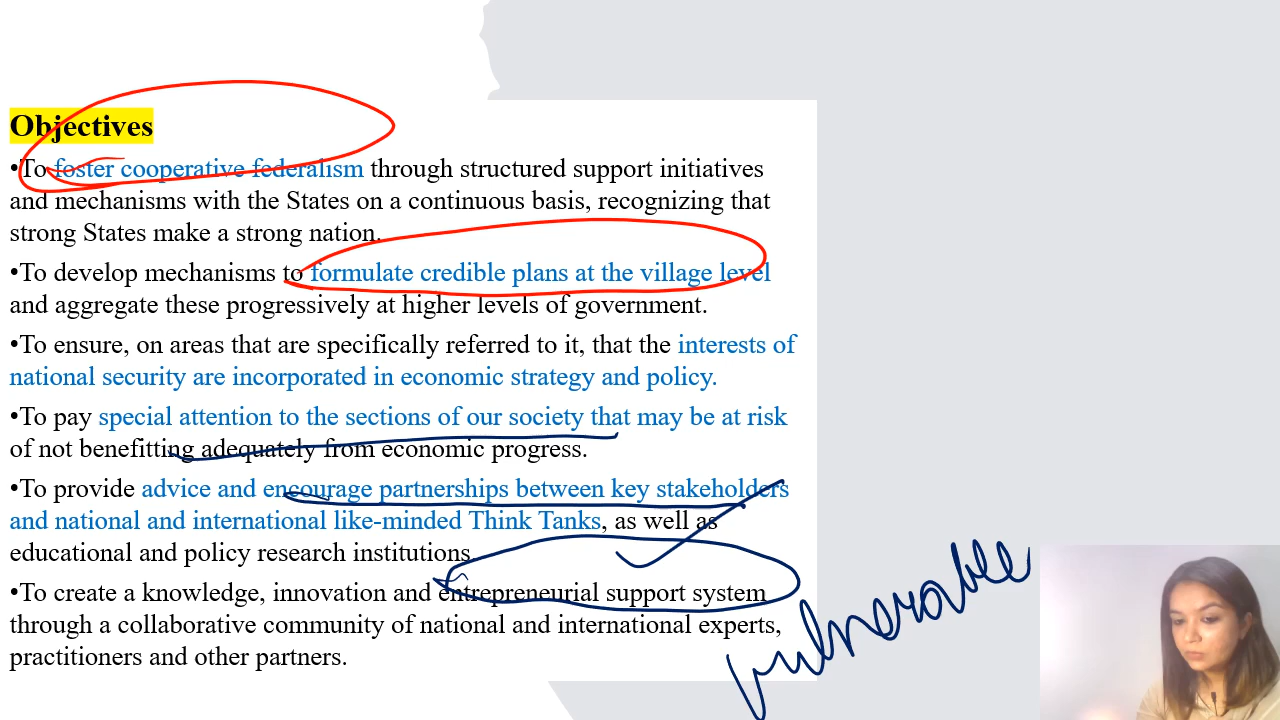 Objectives
•To foster cooperative federalism through structured support initiatives
and mechanisms with the States on a continuous basis, recognizing that
strong States make a strong nation.
•To develop mechanisms to formulate credible plans at the village level
and aggregate these progressively at higher levels of government.
•To ensure, on areas that are specifically referred to it, that the interests of
national security are incorporated in economic strategy and policy.
•To pay special attention to the sections of our society that may be at risk
of not benefitting adequately from economic progress.
•To provide advice and encourage partnerships between key stakeholders
and national and international like-minded Think Tanks, as well as
educational and policy research institutions.
•To create a knowledge, innovation and entrepreneurial support system
through a collaborative community of national and international experts,
practitioners and other partners.
vulnerable